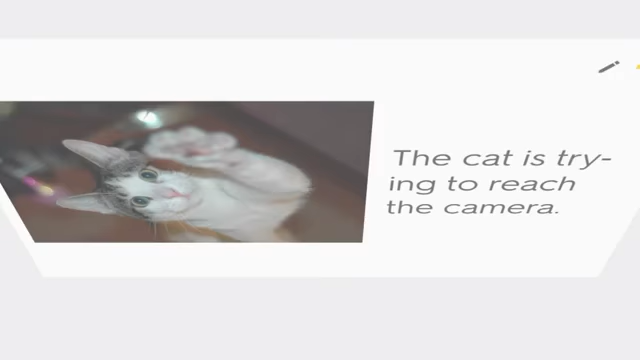 The cat is try-
ing to reach
the camera.